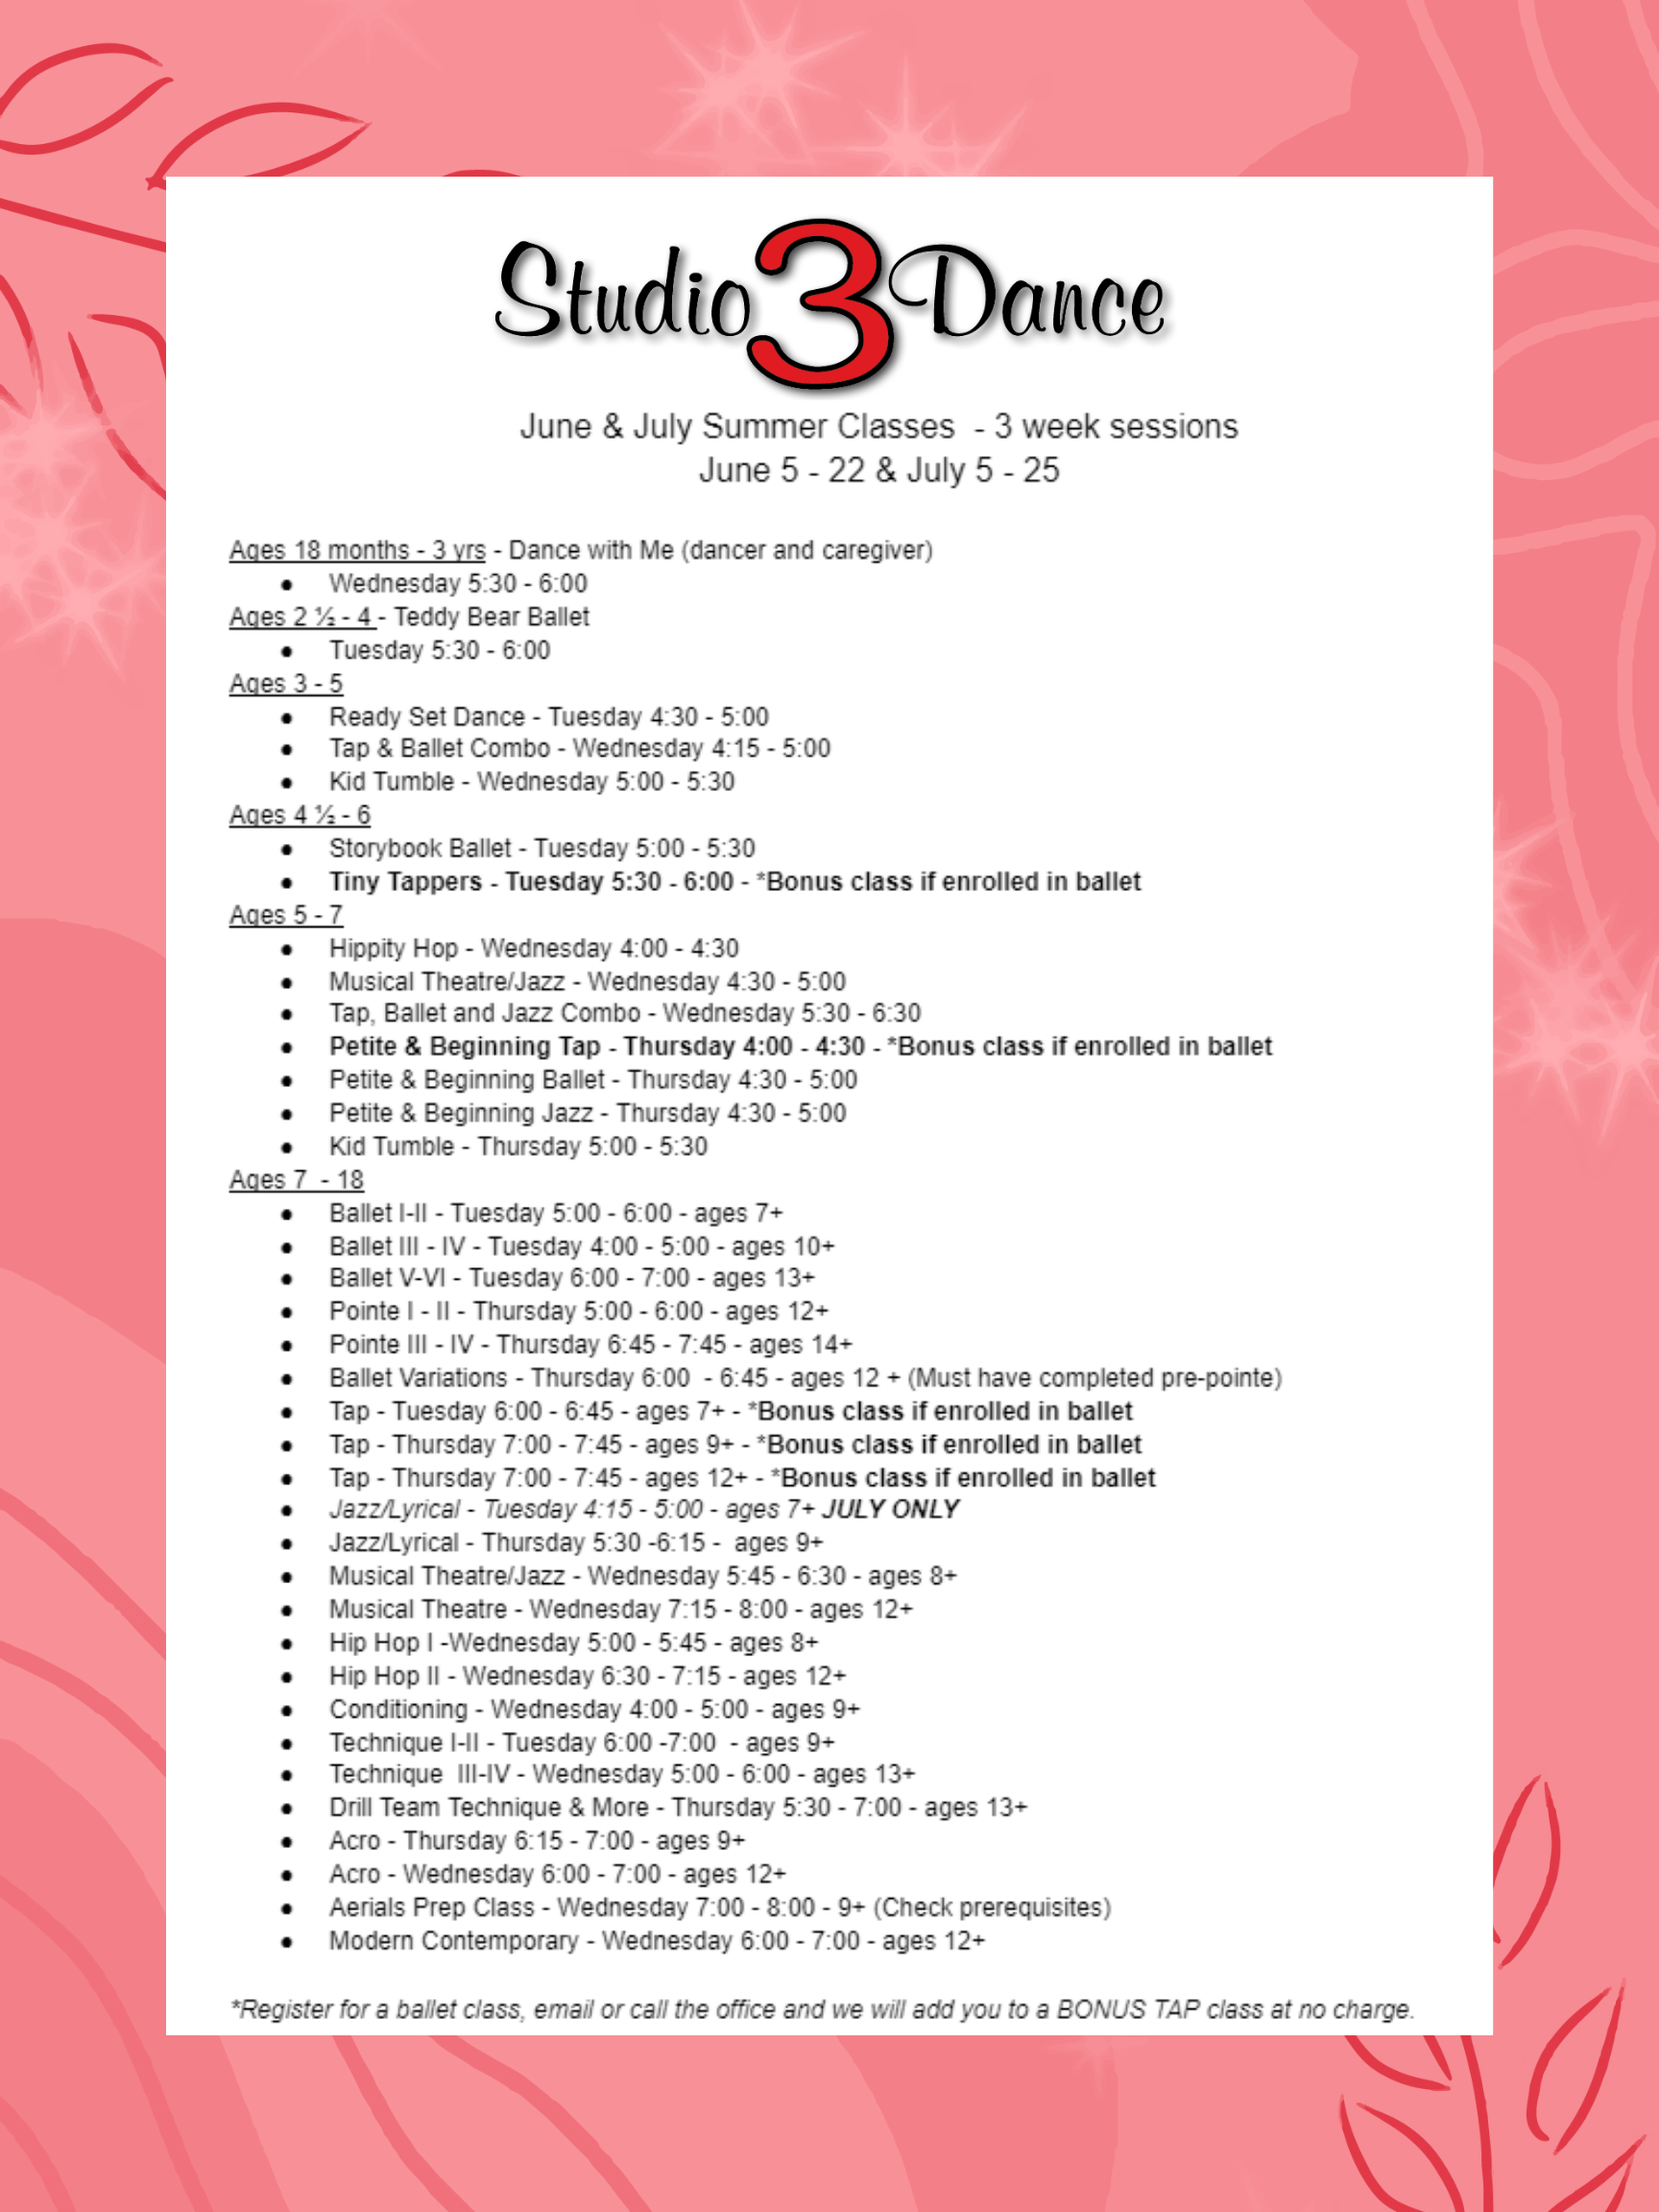 Studio 3 Dance
June & July Summer Classes - 3 week sessions
June 5 - 22 & July 5 - 25
Ages 18 months - 3 yrs - Dance with Me (dancer and caregiver)
● Wednesday 5:30 - 6:00
Ages 2 ½ - 4 - Teddy Bear Ballet
● Tuesday 5:30 - 6:00
Ages 3 - 5
● Ready Set Dance - Tuesday 4:30 - 5:00
● Tap & Ballet Combo - Wednesday 4:15 - 5:00
● Kid Tumble - Wednesday 5:00 - 5:30
Ages 4 ½ - 6
● Storybook Ballet - Tuesday 5:00 - 5:30
● Tiny Tappers - Tuesday 5:30 - 6:00 - *Bonus class if enrolled in ballet
Ages 5 - 7
● Hippity Hop - Wednesday 4:00 - 4:30
● Musical Theatre/Jazz - Wednesday 4:30 - 5:00
● Tap, Ballet and Jazz Combo - Wednesday 5:30 - 6:30
● Petite & Beginning Tap - Thursday 4:00 - 4:30 - *Bonus class if enrolled in ballet
● Petite & Beginning Ballet - Thursday 4:30 - 5:00
● Petite & Beginning Jazz - Thursday 4:30 - 5:00
● Kid Tumble - Thursday 5:00 - 5:30
Ages 7 - 18
● Ballet I-II - Tuesday 5:00 - 6:00 - ages 7+
● Ballet III - IV - Tuesday 4:00 - 5:00 - ages 10+
● Ballet V-VI - Tuesday 6:00 - 7:00 - ages 13+
● Pointe I - II - Thursday 5:00 - 6:00 - ages 12+
● Pointe III - IV - Thursday 6:45 - 7:45 - ages 14+
● Ballet Variations - Thursday 6:00 - 6:45 - ages 12 + (Must have completed pre-pointe)
● Tap - Tuesday 6:00 - 6:45 - ages 7+ - *Bonus class if enrolled in ballet
● Tap - Thursday 7:00 - 7:45 - ages 9+ - *Bonus class if enrolled in ballet
● Tap - Thursday 7:00 - 7:45 - ages 12+ - *Bonus class if enrolled in ballet
● Jazz/Lyrical - Tuesday 4:15 - 5:00 - ages 7+ JULY ONLY
● Jazz/Lyrical - Thursday 5:30 -6:15 - ages 9+
● Musical Theatre/Jazz - Wednesday 5:45 - 6:30 - ages 8+
● Musical Theatre - Wednesday 7:15 - 8:00 - ages 12+
● Hip Hop I -Wednesday 5:00 - 5:45 - ages 8+
● Hip Hop II - Wednesday 6:30 - 7:15 - ages 12+
● Conditioning - Wednesday 4:00 - 5:00 - ages 9+
● Technique I-II - Tuesday 6:00 -7:00 - ages 9+
● Technique III-IV - Wednesday 5:00 - 6:00 - ages 13+
● Drill Team Technique & More - Thursday 5:30 - 7:00 - ages 13+
● Acro - Thursday 6:15 - 7:00 - ages 9+
● Acro - Wednesday 6:00 - 7:00 - ages 12+
● Aerials Prep Class - Wednesday 7:00 - 8:00 - 9+ (Check prerequisites)
● Modern Contemporary - Wednesday 6:00 - 7:00 - ages 12+
*Register for a ballet class, email or call the office and we will add you to a BONUS TAP class at no charge.